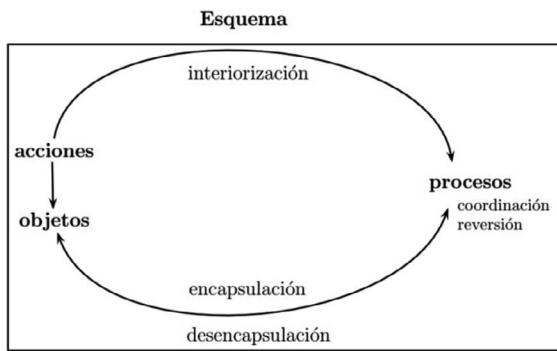 Esquema
interiorización
acciones
procesos
coordinación
reversión
objetos
encapsulación
desencapsulación